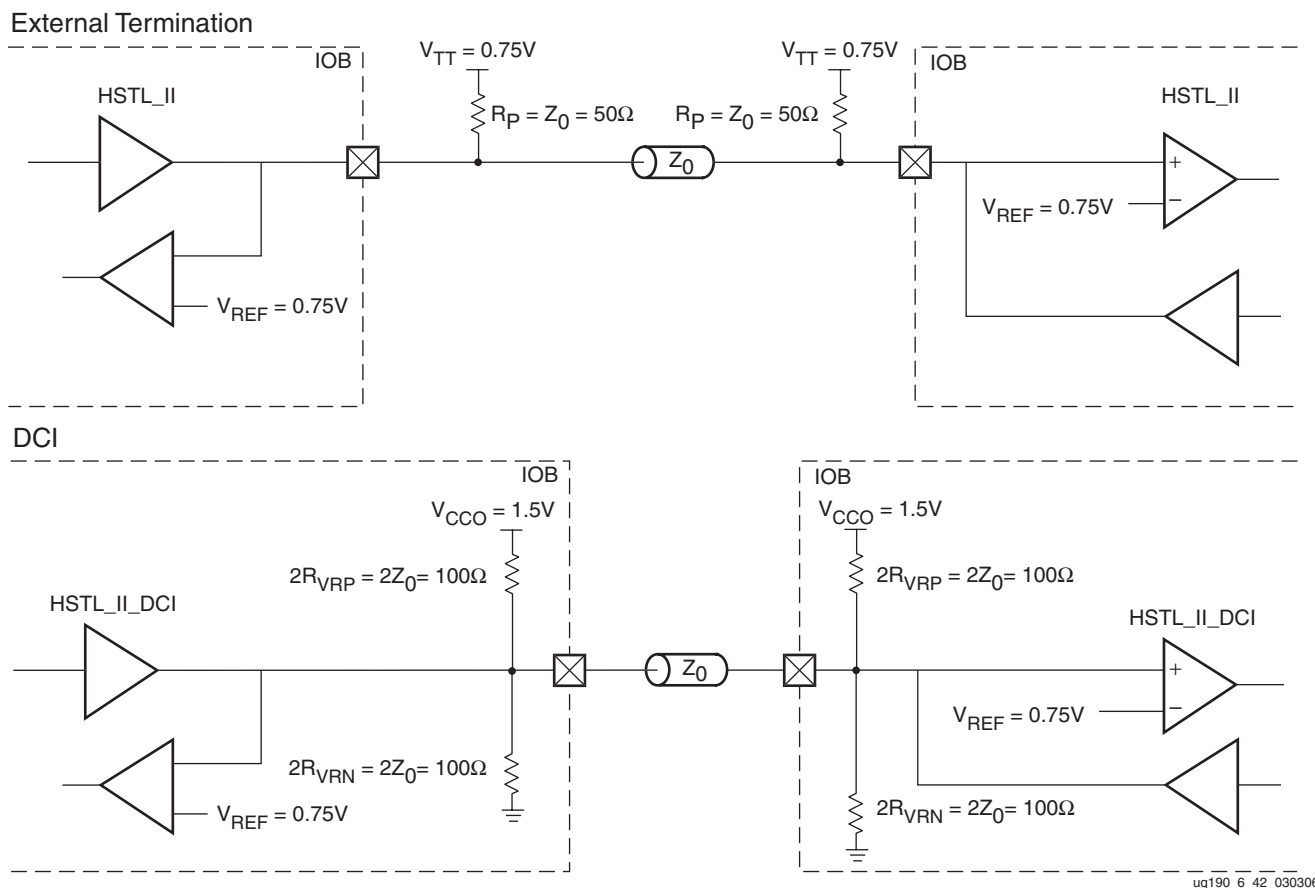 External Termination
IOB
V_TT = 0.75V
V_TT = 0.75V
IOB
HSTL_II
R_P = Z_0 = 50Ω
R_P = Z_0 = 50Ω
HSTL_II
Z_0
+
V_REF = 0.75V
−
V_REF = 0.75V
DCI
IOB
IOB
V_CCO = 1.5V
V_CCO = 1.5V
2R_VRP = 2Z_0= 100Ω
2R_VRP = 2Z_0= 100Ω
HSTL_II_DCI
HSTL_II_DCI
Z_0
+
V_REF = 0.75V
−
2R_VRN = 2Z_0= 100Ω
V_REF = 0.75V
2R_VRN = 2Z_0= 100Ω
ug190_6_42_030306